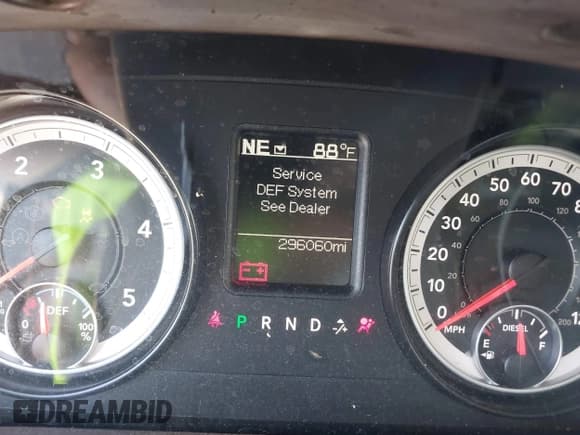 NE 88°F
Service
DEF System
See Dealer
296060mi
2 3 4 5
0 DEF 100 %
P R N D
0 10 20 30 40 50 60 70
MPH
E DIESEL F
DREAMBID